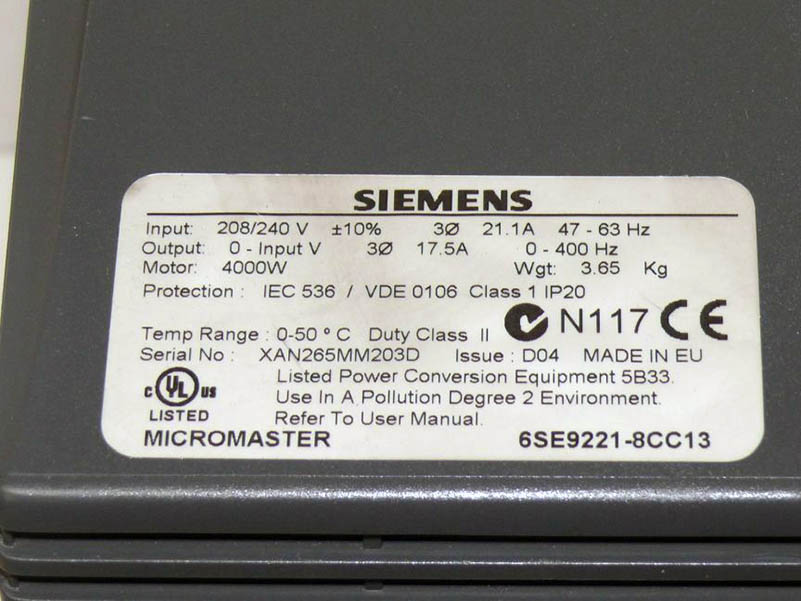 SIEMENS
Input: 208/240 V ±10% 3Ø 21.1A 47 - 63 Hz
Output: 0 - Input V 3Ø 17.5A 0 - 400 Hz
Motor: 4000W Wgt: 3.65 Kg
Protection : IEC 536 / VDE 0106 Class 1 IP20
N117 CE
Temp Range : 0-50 ° C Duty Class II
Serial No : XAN265MM203D Issue : D04 MADE IN EU
c UL us Listed Power Conversion Equipment 5B33.
Use In A Pollution Degree 2 Environment.
LISTED Refer To User Manual.
MICROMASTER 6SE9221-8CC13